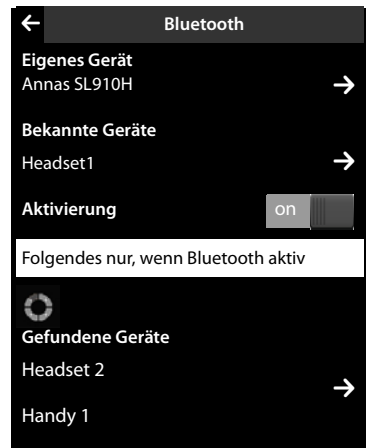 Bluetooth
Eigenes Gerät
Annas SL910H
Bekannte Geräte
Headset1
Aktivierung on
Folgendes nur, wenn Bluetooth aktiv
Gefundene Geräte
Headset 2
Handy 1